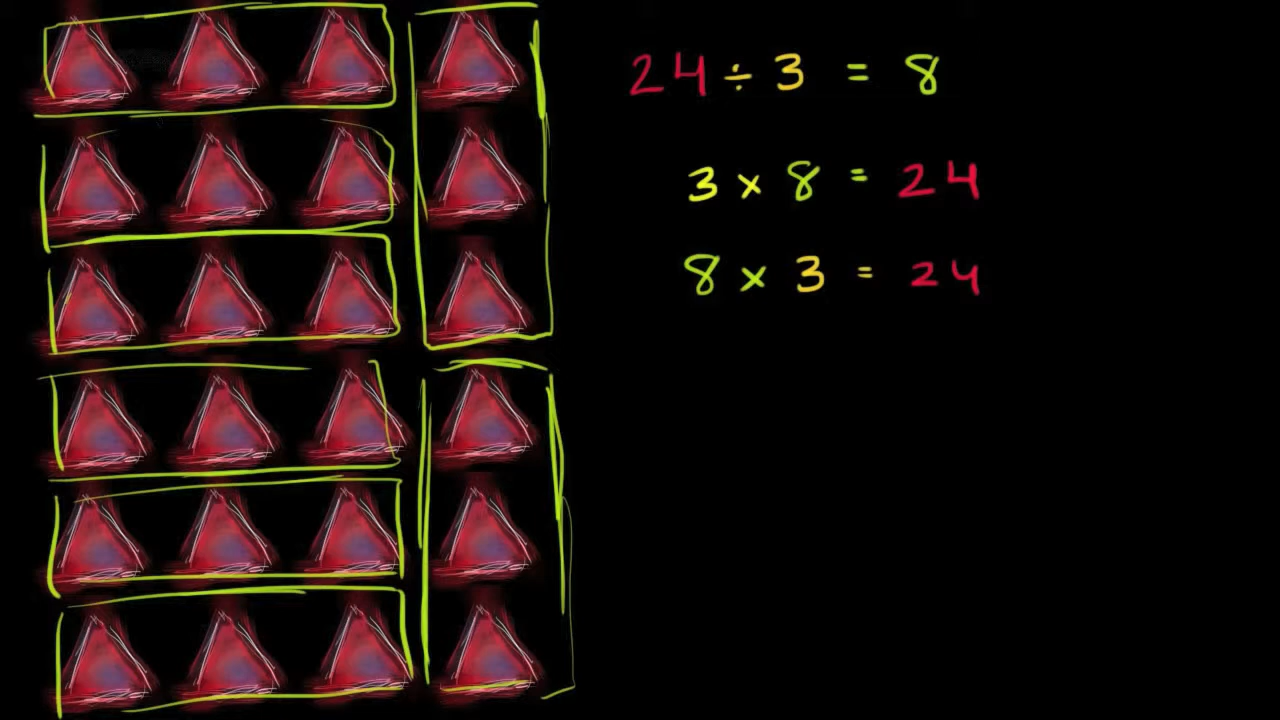 24 ÷ 3 = 8
3 × 8 = 24
8 × 3 = 24